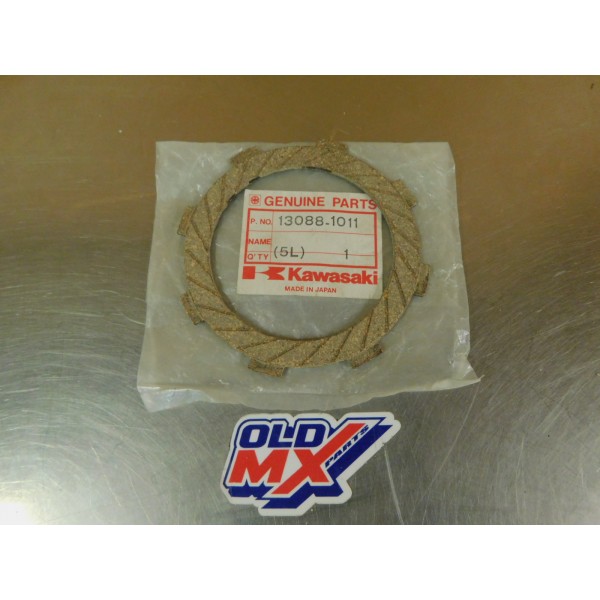 GENUINE PARTS
P. NO. 13088-1011
NAME
(5L)
Q'TY 1
Kawasaki
MADE IN JAPAN
OLD
MX
PARTS